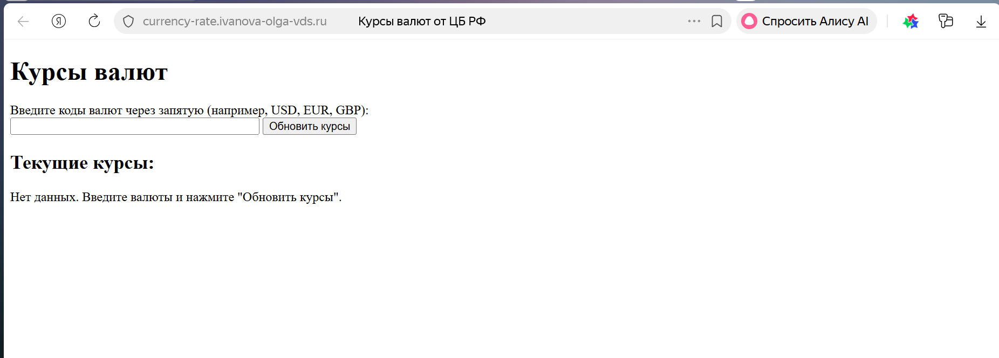 Я currency-rate.ivanova-olga-vds.ru Курсы валют от ЦБ РФ ... Спросить Алису AI
Курсы валют
Введите коды валют через запятую (например, USD, EUR, GBP):
Обновить курсы
Текущие курсы:
Нет данных. Введите валюты и нажмите "Обновить курсы".